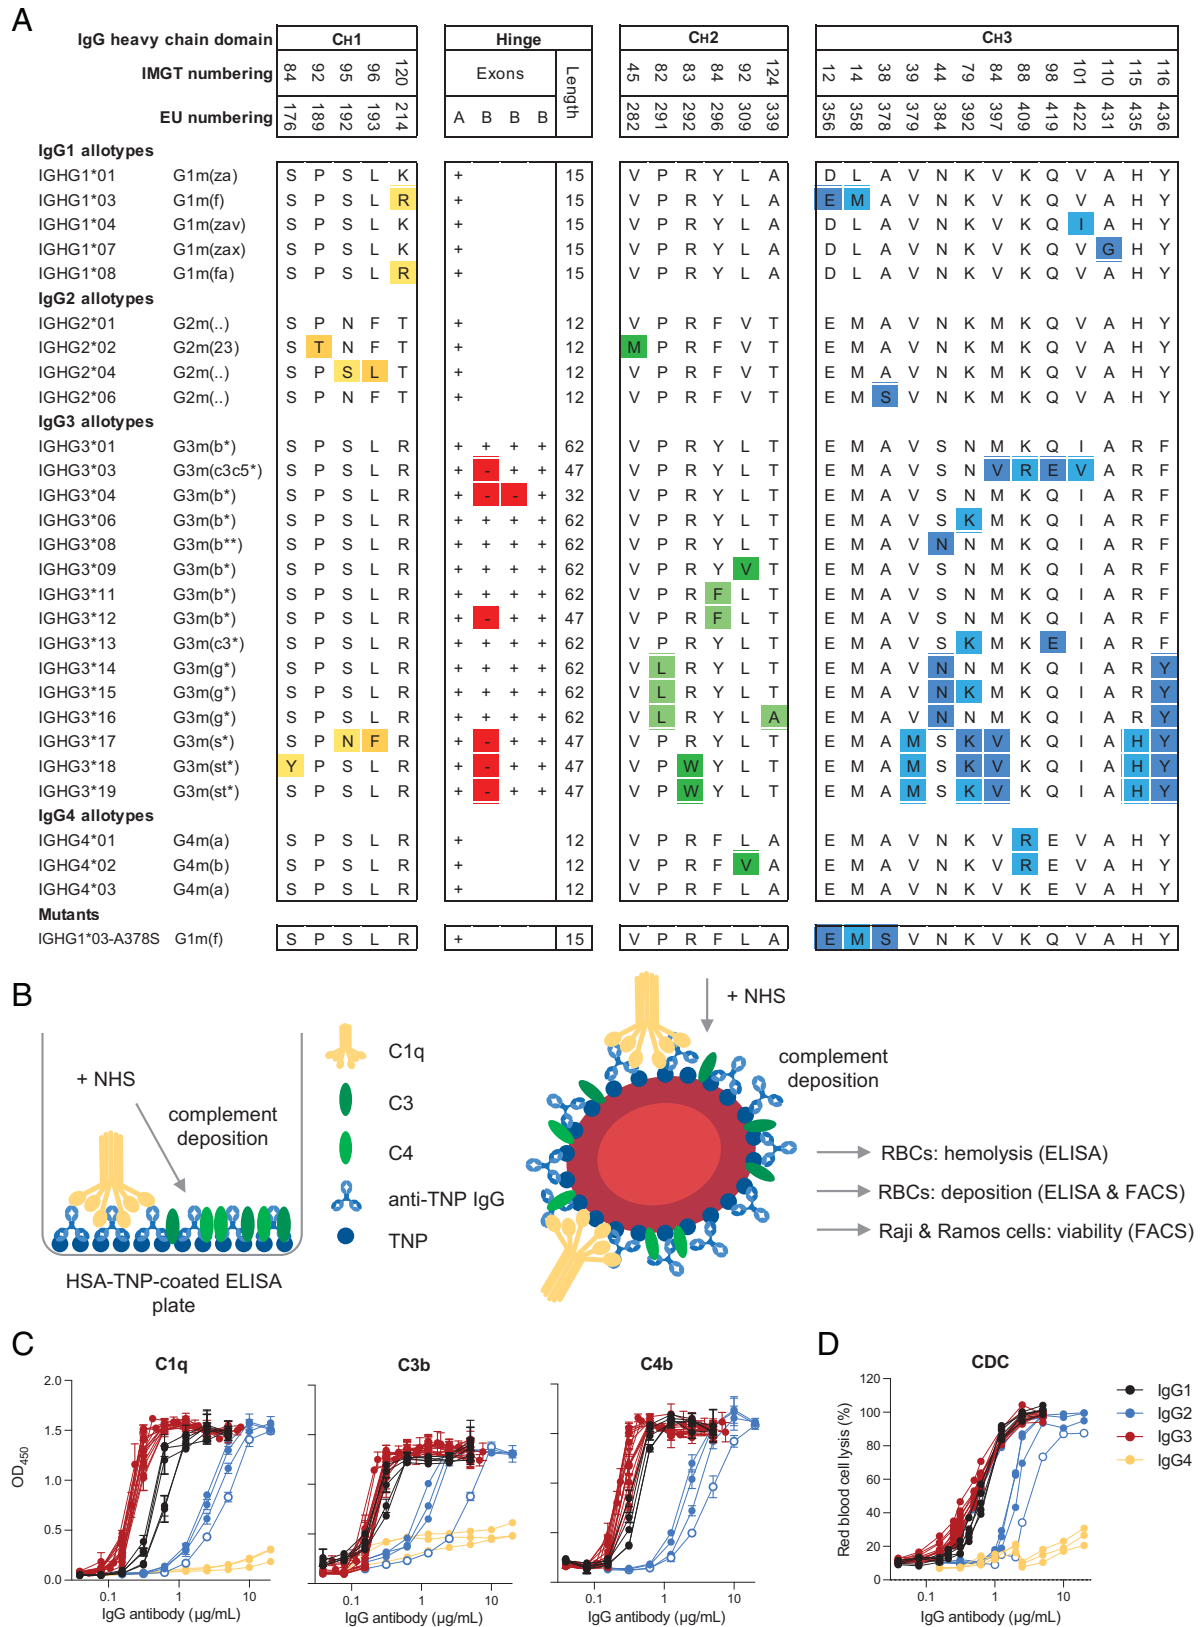 A
IgG heavy chain domain CH1 Hinge CH2 CH3
IMGT numbering 84 92 95 96 120 Exons Length 45 82 83 84 92 124 12 14 38 39 44 79 84 88 98 101 110 115 116
EU numbering 176 189 192 193 214 A B B B 282 291 292 296 309 339 356 358 378 379 384 392 397 409 419 422 431 435 436
IgG1 allotypes
IGHG1*01 G1m(za) S P S L K + 15 V P R Y L A D L A V N K V K Q V A H Y
IGHG1*03 G1m(f) S P S L R + 15 V P R Y L A E M A V N K V K Q V A H Y
IGHG1*04 G1m(zav) S P S L K + 15 V P R Y L A D L A V N K V K Q I A H Y
IGHG1*07 G1m(zax) S P S L K + 15 V P R Y L A D L A V N K V K Q V G H Y
IGHG1*08 G1m(fa) S P S L R + 15 V P R Y L A D L A V N K V K Q V A H Y
IgG2 allotypes
IGHG2*01 G2m(..) S P N F T + 12 V P R F V T E M A V N K M K Q V A H Y
IGHG2*02 G2m(23) S T N F T + 12 M P R F V T E M A V N K M K Q V A H Y
IGHG2*04 G2m(..) S P S L T + 12 V P R F V T E M A V N K M K Q V A H Y
IGHG2*06 G2m(..) S P N F T + 12 V P R F V T E M S V N K M K Q V A H Y
IgG3 allotypes
IGHG3*01 G3m(b*) S P S L R + + + + 62 V P R Y L T E M A V S N M K Q I A R F
IGHG3*03 G3m(c3c5*) S P S L R + - + + 47 V P R Y L T E M A V S N V R E V A R F
IGHG3*04 G3m(b*) S P S L R + - - + 32 V P R Y L T E M A V S N M K Q I A R F
IGHG3*06 G3m(b*) S P S L R + + + + 62 V P R Y L T E M A V S K M K Q I A R F
IGHG3*08 G3m(b**) S P S L R + + + + 62 V P R Y L T E M A V N N M K Q I A R F
IGHG3*09 G3m(b*) S P S L R + + + + 62 V P R Y V T E M A V S N M K Q I A R F
IGHG3*11 G3m(b*) S P S L R + + + + 62 V P R F L T E M A V S N M K Q I A R F
IGHG3*12 G3m(b*) S P S L R + - + + 47 V P R F L T E M A V S N M K Q I A R F
IGHG3*13 G3m(c3*) S P S L R + + + + 62 V P R Y L T E M A V S K M K E I A R F
IGHG3*14 G3m(g*) S P S L R + + + + 62 V L R Y L T E M A V N N M K Q I A R Y
IGHG3*15 G3m(g*) S P S L R + + + + 62 V L R Y L T E M A V N K M K Q I A R Y
IGHG3*16 G3m(g*) S P S L R + + + + 62 V L R Y L A E M A V N N M K Q I A R Y
IGHG3*17 G3m(s*) S P N F R + - + + 47 V P R Y L T E M A M S K V K Q I A H Y
IGHG3*18 G3m(st*) Y P S L R + - + + 47 V P W Y L T E M A M S K V K Q I A H Y
IGHG3*19 G3m(st*) S P S L R + - + + 47 V P W Y L T E M A M S K V K Q I A H Y
IgG4 allotypes
IGHG4*01 G4m(a) S P S L R + 12 V P R F L A E M A V N K V R E V A H Y
IGHG4*02 G4m(b) S P S L R + 12 V P R F V A E M A V N K V R E V A H Y
IGHG4*03 G4m(a) S P S L R + 12 V P R F L A E M A V N K V K E V A H Y
Mutants
IGHG1*03-A378S G1m(f) S P S L R + 15 V P R F L A E M S V N K V K Q V A H Y
B
+ NHS
complement
deposition
HSA-TNP-coated ELISA
plate
C1q
C3
C4
anti-TNP IgG
TNP
+ NHS
complement
deposition
RBCs: hemolysis (ELISA)
RBCs: deposition (ELISA & FACS)
Raji & Ramos cells: viability (FACS)
C
C1q C3b C4b
OD450
2.0
1.5
1.0
0.5
0.0
0.1 1 10 0.1 1 10 0.1 1 10
IgG antibody (µg/mL) IgG antibody (µg/mL) IgG antibody (µg/mL)
D
CDC
Red blood cell lysis (%)
120
100
80
60
40
20
0
0.1 1 10
IgG antibody (µg/mL)
IgG1
IgG2
IgG3
IgG4